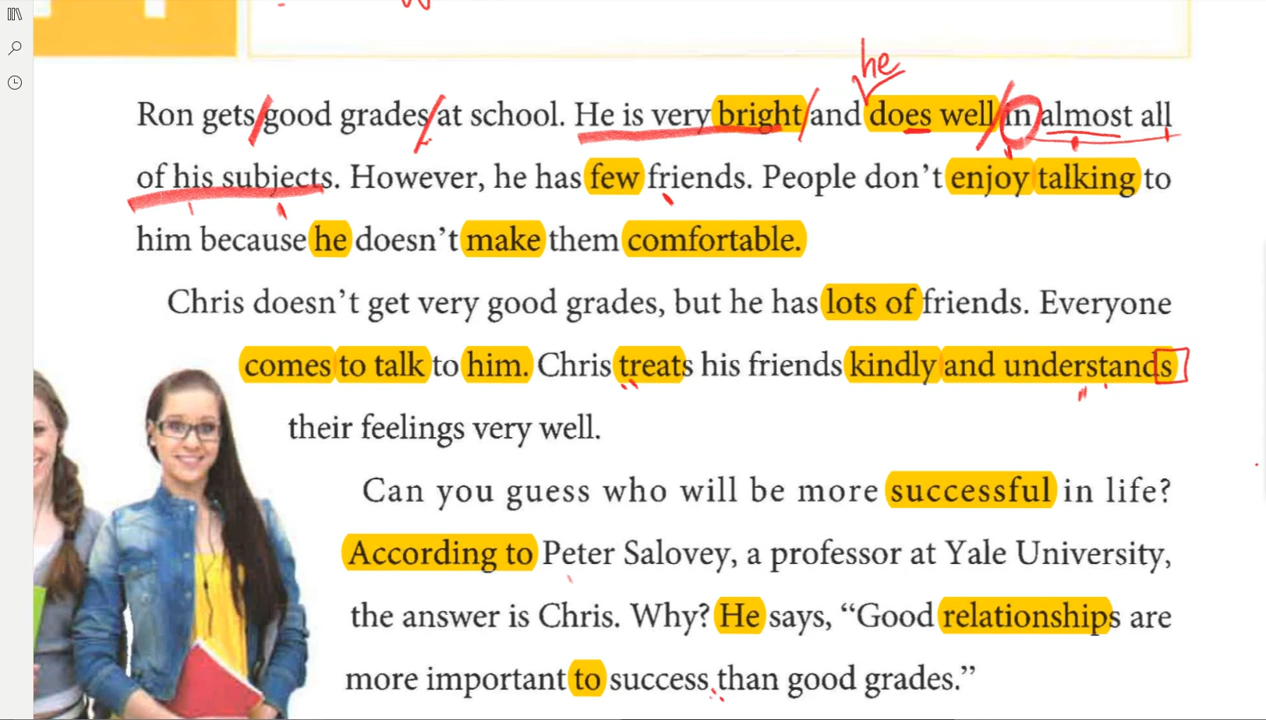 he
Ron gets good grades at school. He is very bright and does well in almost all
of his subjects. However, he has few friends. People don't enjoy talking to
him because he doesn't make them comfortable.
Chris doesn't get very good grades, but he has lots of friends. Everyone
comes to talk to him. Chris treats his friends kindly and understands
their feelings very well.
Can you guess who will be more successful in life?
According to Peter Salovey, a professor at Yale University,
the answer is Chris. Why? He says, “Good relationships are
more important to success than good grades.”